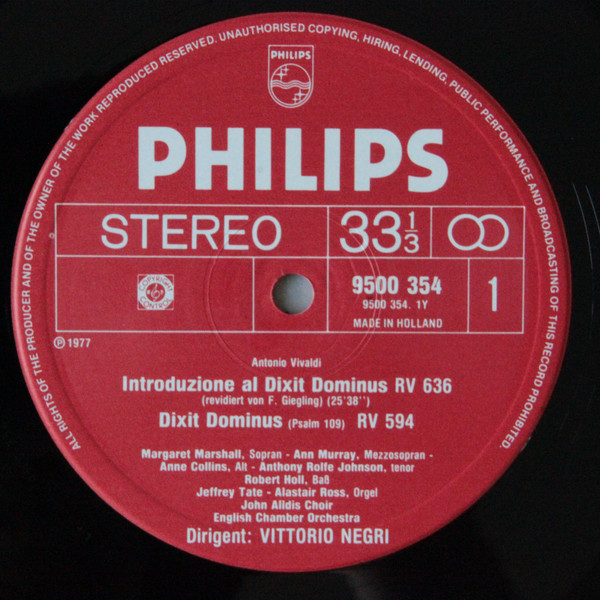 ALL RIGHTS OF THE PRODUCER AND OF THE OWNER OF THE WORK REPRODUCED RESERVED. UNAUTHORISED COPYING, HIRING, LENDING, PUBLIC PERFORMANCE AND BROADCASTING OF THIS RECORD PROHIBITED.
PHILIPS
PHILIPS
STEREO 33 1/3
COPYRIGHT CONTROL
9500 354 1
9500 354. 1Y
MADE IN HOLLAND
Ⓟ 1977
Antonio Vivaldi
Introduzione al Dixit Dominus RV 636
(revidiert von F. Giegling) (25'38'')
Dixit Dominus (Psalm 109) RV 594
Margaret Marshall, Sopran - Ann Murray, Mezzosopran -
Anne Collins, Alt - Anthony Rolfe Johnson, tenor
Robert Holl, Baß
Jeffrey Tate - Alastair Ross, Orgel
John Alldis Choir
English Chamber Orchestra
Dirigent: VITTORIO NEGRI